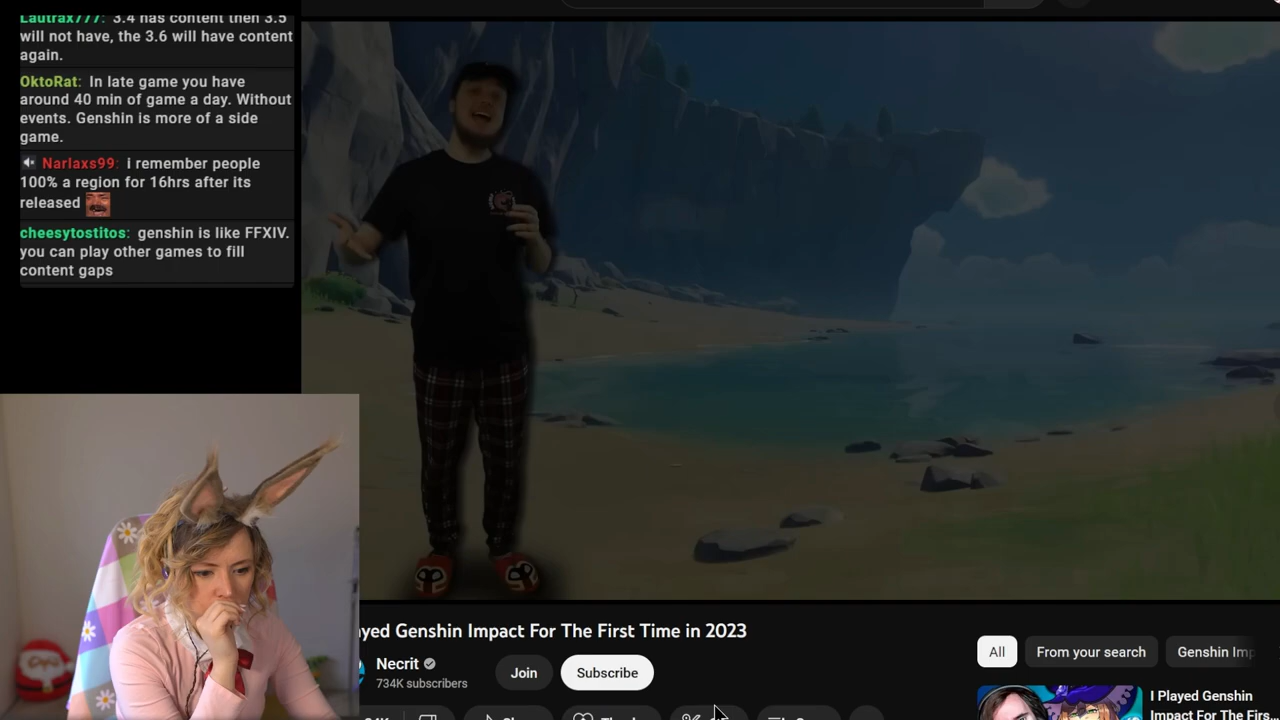 Lautrax777: 3.4 has content then 3.5
will not have, the 3.6 will have content
again.
OktoRat: In late game you have
around 40 min of game a day. Without
events. Genshin is more of a side
game.
Narlaxs99: i remember people
100% a region for 16hrs after its
released
cheesytostitos: genshin is like FFXIV.
you can play other games to fill
content gaps
ayed Genshin Impact For The First Time in 2023
Necrit
734K subscribers
Join
Subscribe
All
From your search
Genshin Imp
I Played Genshin
Impact For The Firs